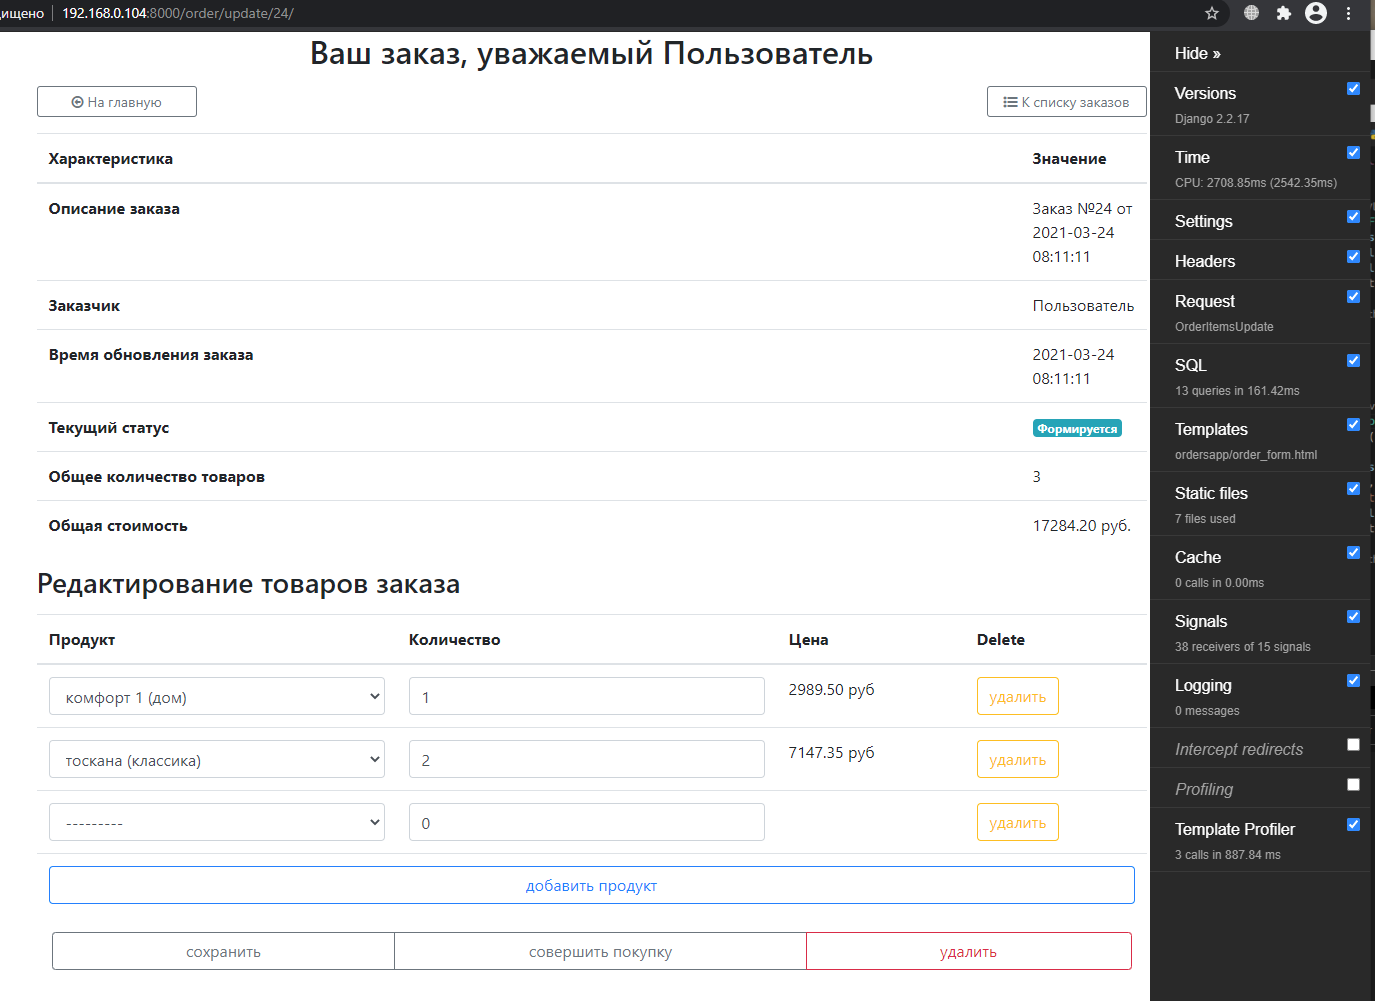 ищено 192.168.0.104:8000/order/update/24/
Ваш заказ, уважаемый Пользователь
На главную
К списку заказов
Характеристика Значение
Описание заказа Заказ №24 от
2021-03-24
08:11:11
Заказчик Пользователь
Время обновления заказа 2021-03-24
08:11:11
Текущий статус Формируется
Общее количество товаров 3
Общая стоимость 17284.20 руб.
Редактирование товаров заказа
Продукт Количество Цена Delete
комфорт 1 (дом) 1 2989.50 руб удалить
тоскана (классика) 2 7147.35 руб удалить
--------- 0 удалить
добавить продукт
сохранить совершить покупку удалить
Hide »
Versions
Django 2.2.17
Time
CPU: 2708.85ms (2542.35ms)
Settings
Headers
Request
OrderItemsUpdate
SQL
13 queries in 161.42ms
Templates
ordersapp/order_form.html
Static files
7 files used
Cache
0 calls in 0.00ms
Signals
38 receivers of 15 signals
Logging
0 messages
Intercept redirects
Profiling
Template Profiler
3 calls in 887.84 ms